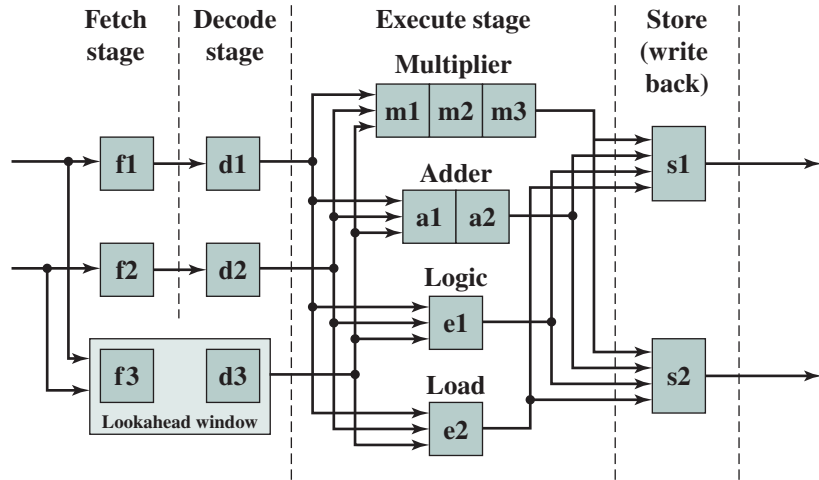 Fetch
stage
Decode
stage
Execute stage
Store
(write
back)
Multiplier
m1 m2 m3
f1
d1
s1
Adder
a1 a2
f2
d2
Logic
e1
f3
d3
Lookahead window
Load
e2
s2